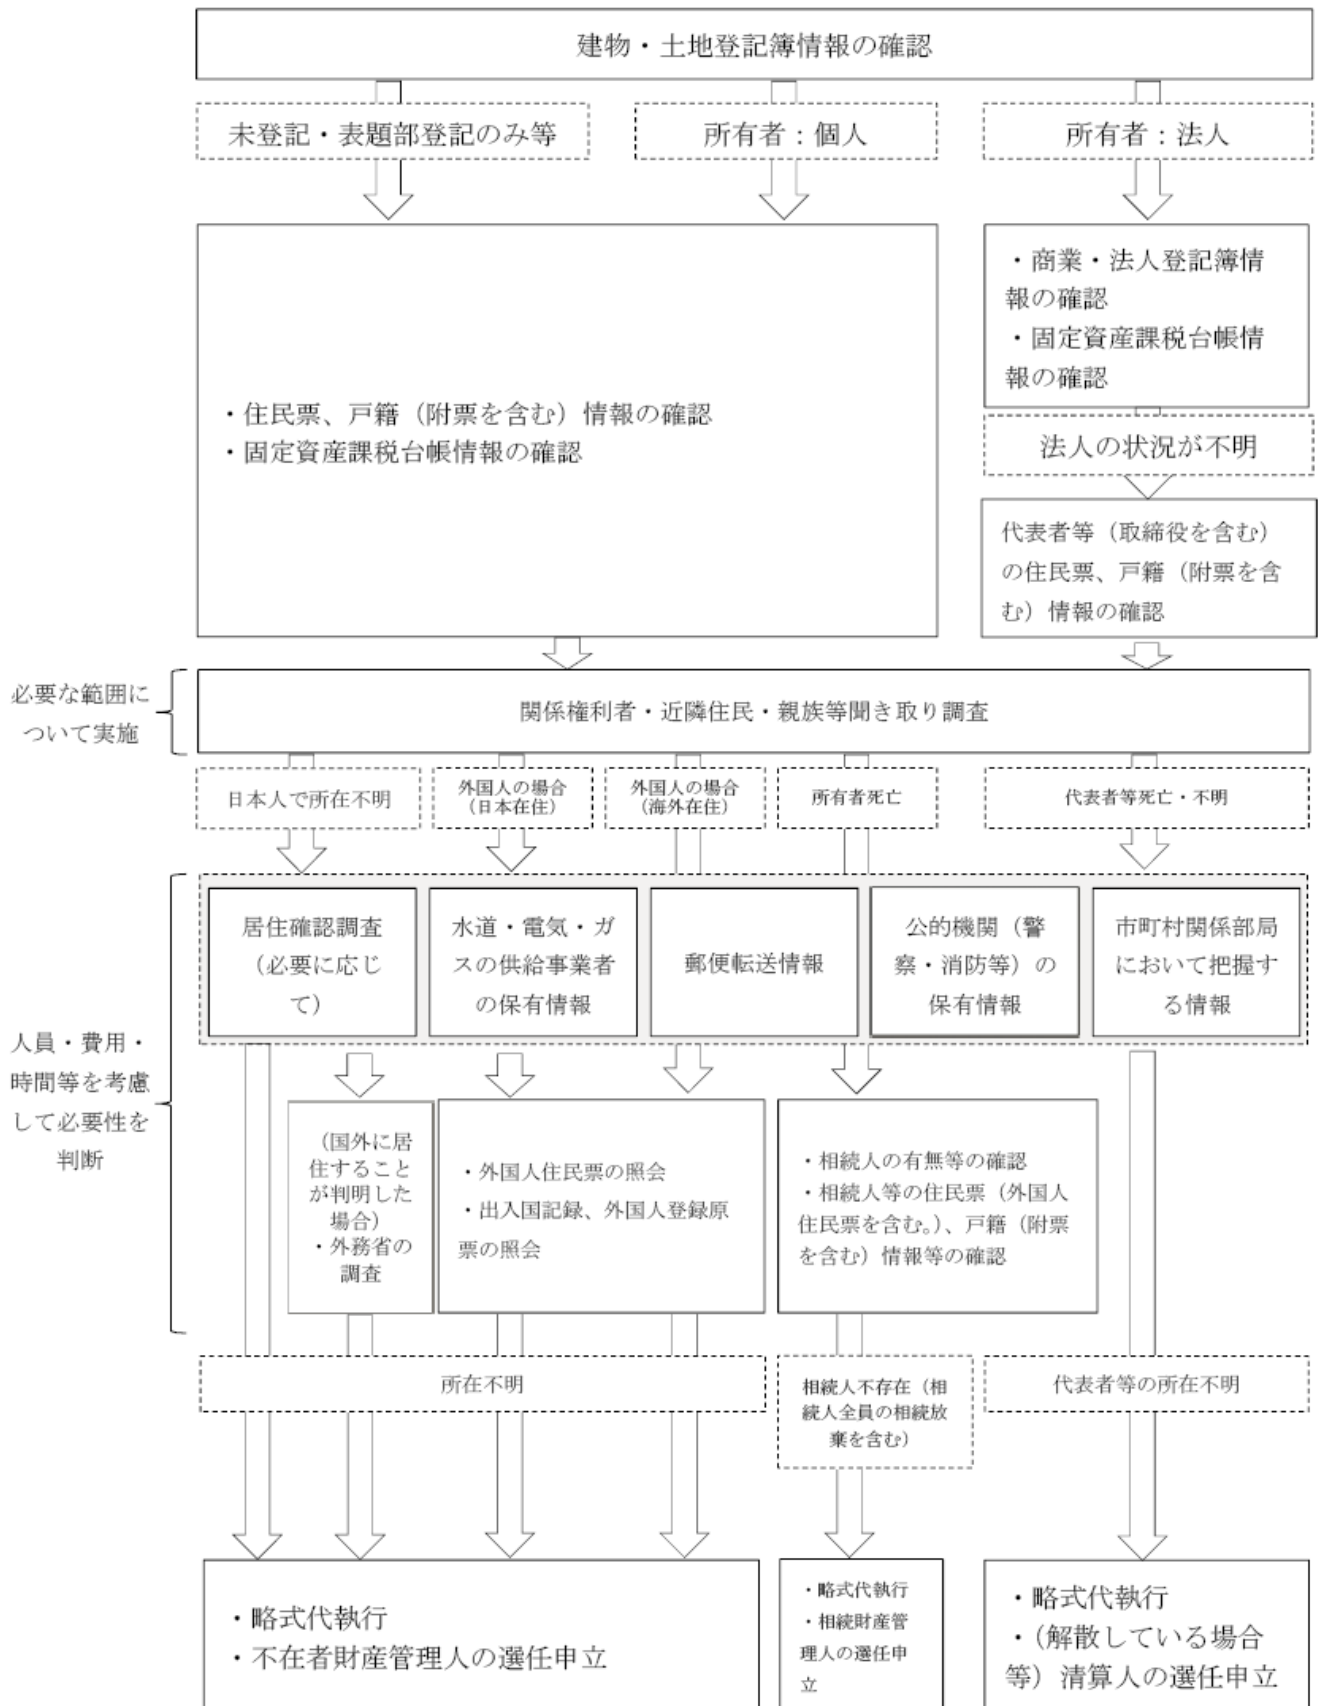 建物・土地登記簿情報の確認
未登記・表題部登記のみ等
所有者：個人
所有者：法人
・住民票、戸籍（附票を含む）情報の確認
・固定資産課税台帳情報の確認
・商業・法人登記簿情
報の確認
・固定資産課税台帳情
報の確認
法人の状況が不明
代表者等（取締役を含む）
の住民票、戸籍（附票を含
む）情報の確認
必要な範囲に
ついて実施
関係権利者・近隣住民・親族等聞き取り調査
日本人で所在不明
外国人の場合
（日本在住）
外国人の場合
（海外在住）
所有者死亡
代表者等死亡・不明
人員・費用・
時間等を考慮
して必要性を
判断
居住確認調査
（必要に応じ
て）
水道・電気・ガ
スの供給事業者
の保有情報
郵便転送情報
公的機関（警
察・消防等）の
保有情報
市町村関係部局
において把握す
る情報
（国外に居
住すること
が判明した
場合）
・外務省の
調査
・外国人住民票の照会
・出入国記録、外国人登録原
票の照会
・相続人の有無等の確認
・相続人等の住民票（外国人
住民票を含む。）、戸籍（附票
を含む）情報等の確認
所在不明
相続人不存在（相
続人全員の相続放
棄を含む）
代表者等の所在不明
・略式代執行
・不在者財産管理人の選任申立
・略式代執行
・相続財産管
理人の選任申
立
・略式代執行
・（解散している場合
等）清算人の選任申立